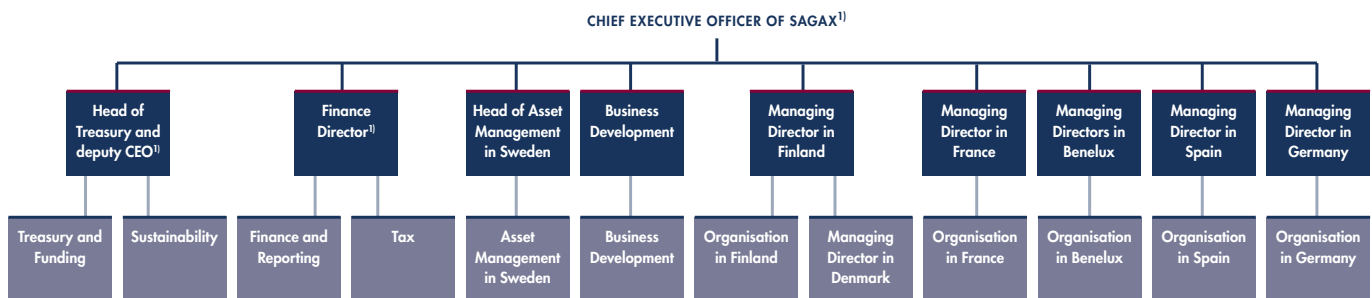 CHIEF EXECUTIVE OFFICER OF SAGAX1)
Head of
Treasury and
deputy CEO1)
Finance
Director1)
Head of Asset
Management
in Sweden
Business
Development
Managing
Director in
Finland
Managing
Director in
France
Managing
Directors in
Benelux
Managing
Director in
Spain
Managing
Director in
Germany
Treasury and
Funding
Sustainability
Finance and
Reporting
Tax
Asset
Management
in Sweden
Business
Development
Organisation
in Finland
Managing
Director in
Denmark
Organisation
in France
Organisation
in Benelux
Organisation
in Spain
Organisation
in Germany